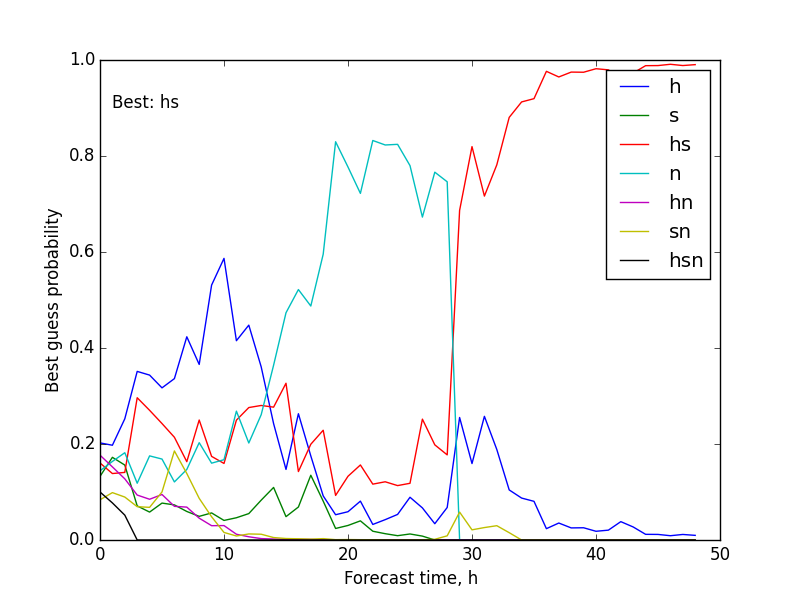 1.0
0.8
0.6
0.4
0.2
0.0
0
10
20
30
40
50
Best guess probability
Forecast time, h
Best: hs
h
s
hs
n
hn
sn
hsn